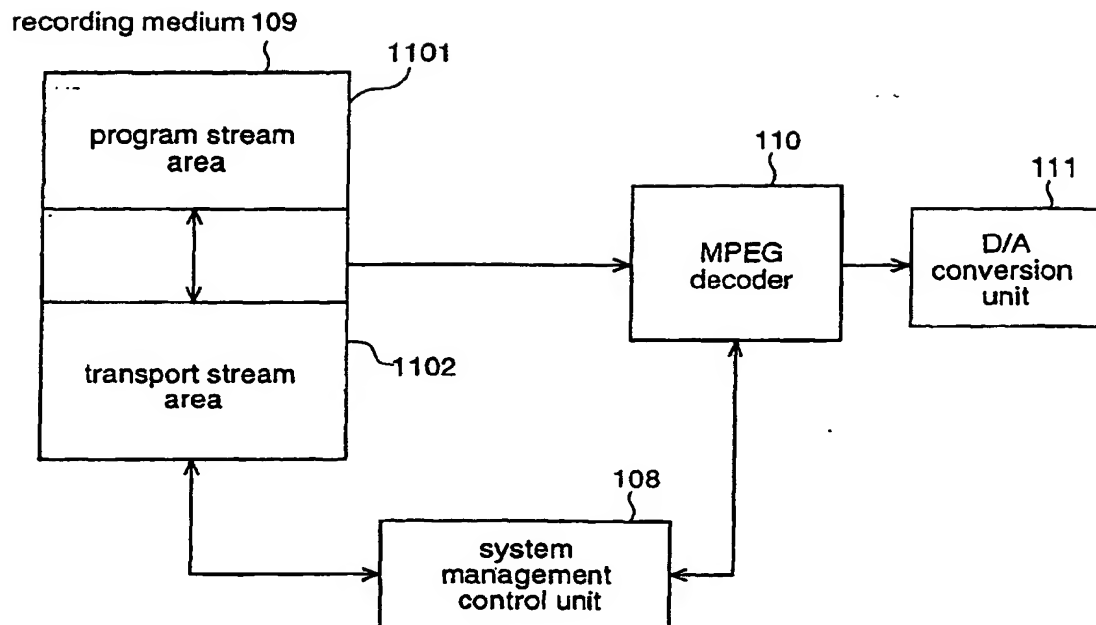 recording medium 109
1101
program stream
area
110
111
MPEG
decoder
D/A
conversion
unit
1102
transport stream
area
108
system
management
control unit